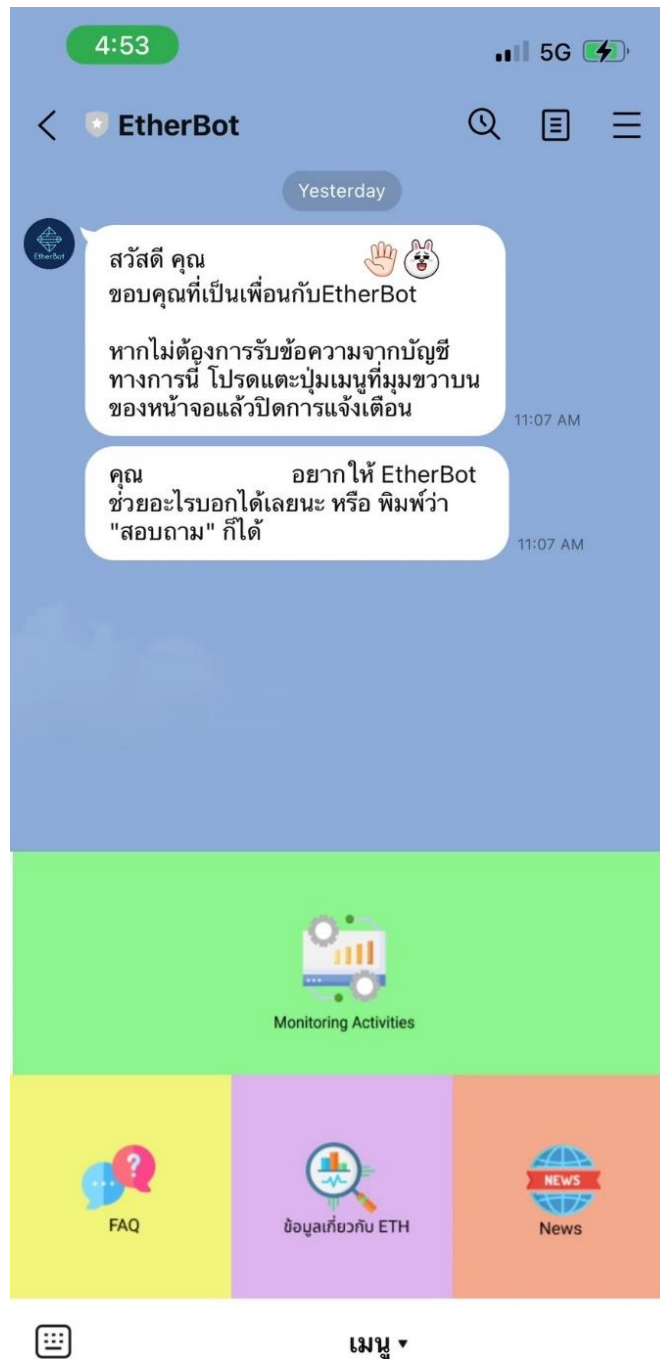 4:53
5G
EtherBot
Yesterday
EtherBot
สวัสดี คุณ
ขอบคุณที่เป็นเพื่อนกับEtherBot
หากไม่ต้องการรับข้อความจากบัญชี
ทางการนี้ โปรดแตะปุ่มเมนูที่มุมขวาบน
ของหน้าจอแล้วปิดการแจ้งเตือน
11:07 AM
คุณ อยากให้ EtherBot
ช่วยอะไรบอกได้เลยนะ หรือ พิมพ์ว่า
"สอบถาม" ก็ได้
11:07 AM
Monitoring Activities
FAQ
ข้อมูลเกี่ยวกับ ETH
NEWS
News
เมนู